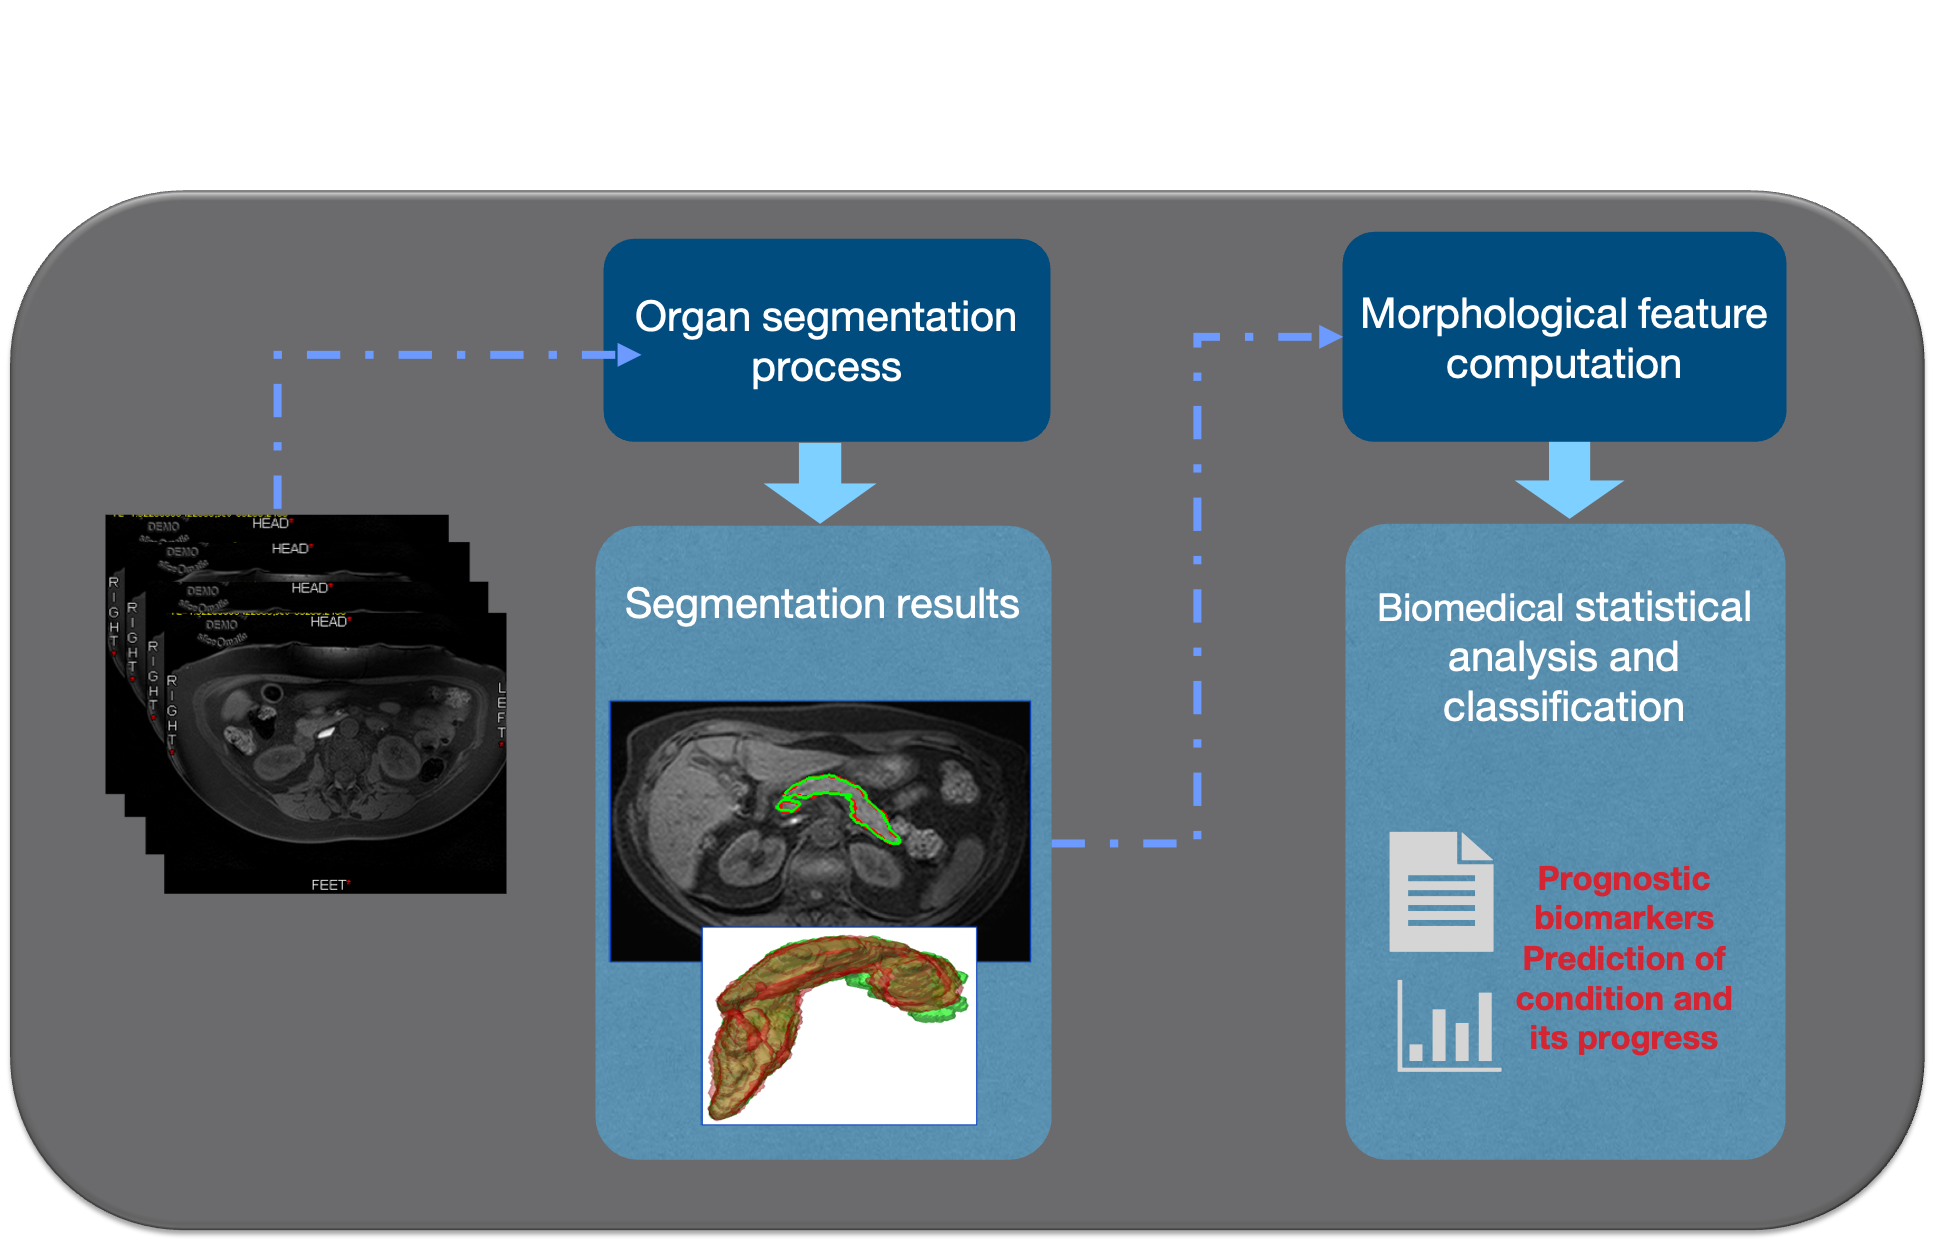 Organ segmentation
process
Morphological feature
computation
DEMO
HEAD
HEAD
DEMO
HEAD
DEMO
HEAD
DEMO
RIGHT
RIGHT
RIGHT
RIGHT
LEFT
FEET
Segmentation results
Biomedical statistical
analysis and
classification
Prognostic
biomarkers
Prediction of
condition and
its progress